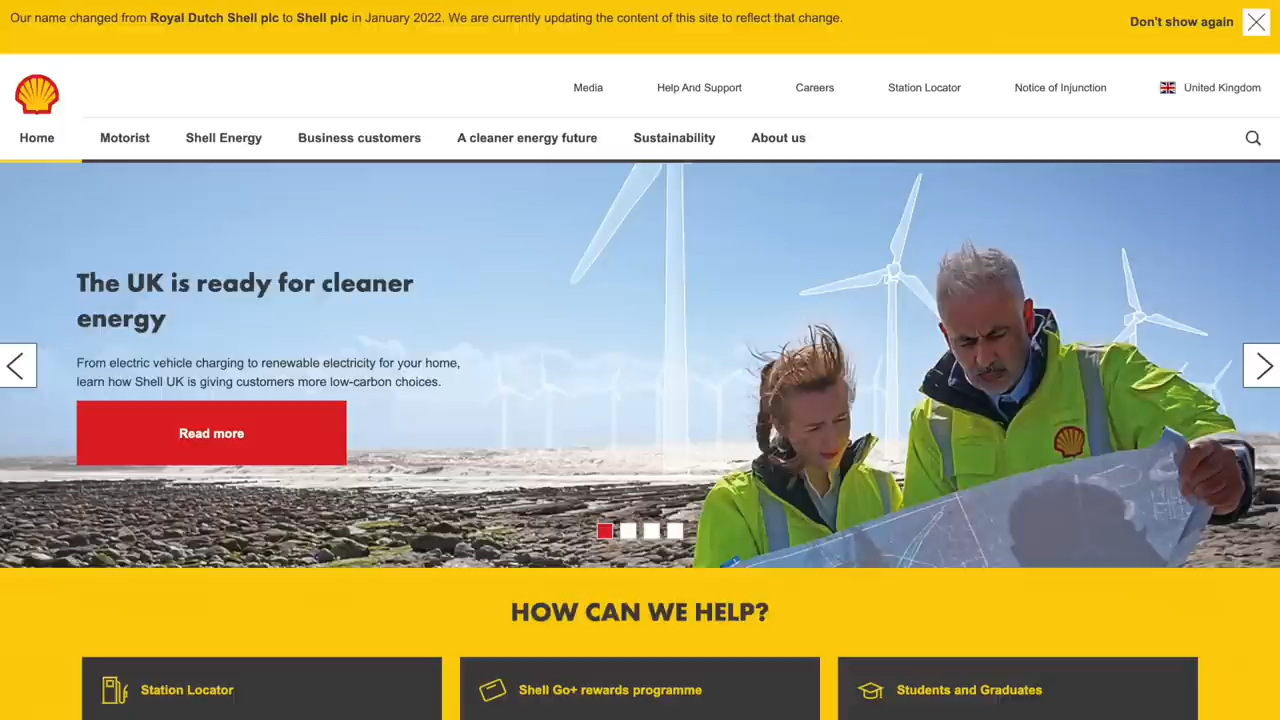 Our name changed from Royal Dutch Shell plc to Shell plc in January 2022. We are currently updating the content of this site to reflect that change.
Don't show again
Media
Help And Support
Careers
Station Locator
Notice of Injunction
United Kingdom
Home
Motorist
Shell Energy
Business customers
A cleaner energy future
Sustainability
About us
The UK is ready for cleaner
energy
From electric vehicle charging to renewable electricity for your home,
learn how Shell UK is giving customers more low-carbon choices.
Read more
HOW CAN WE HELP?
Station Locator
Shell Go+ rewards programme
Students and Graduates